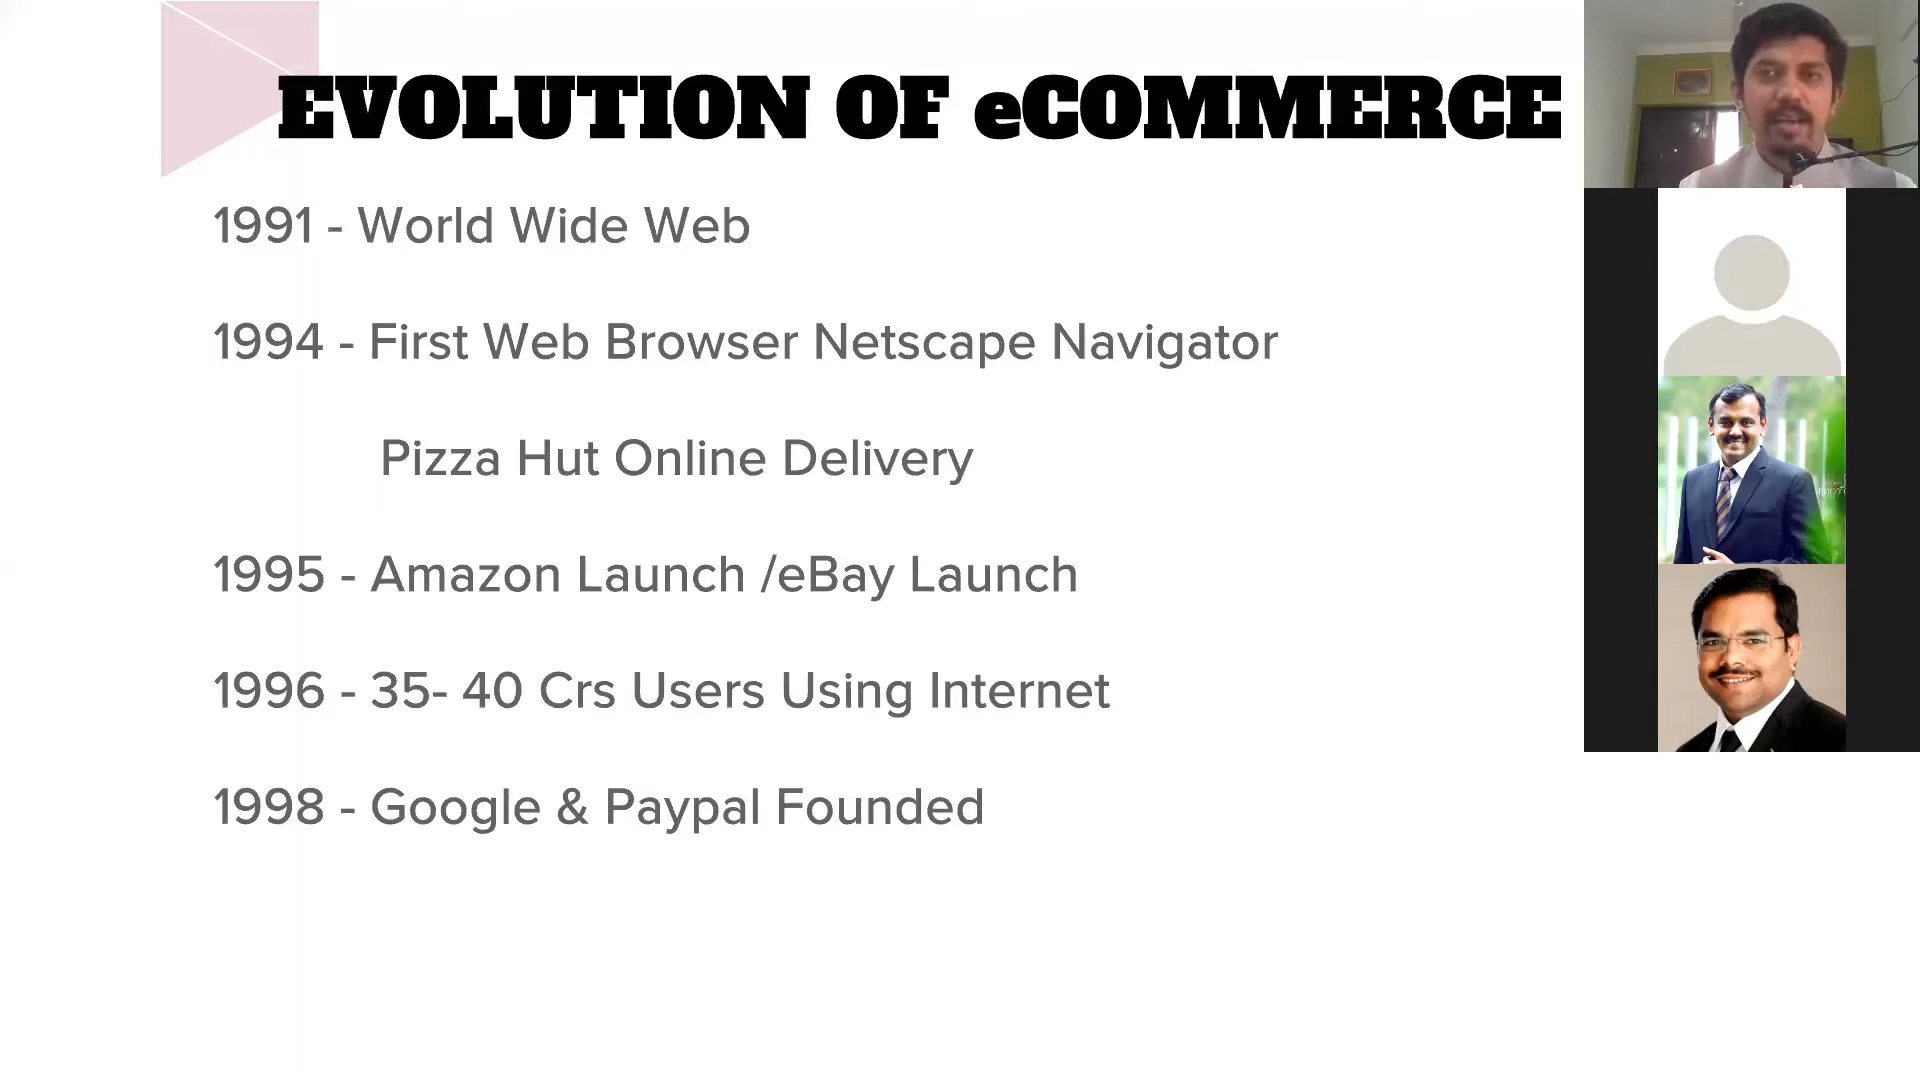 EVOLUTION OF eCOMMERCE
1991 - World Wide Web
1994 - First Web Browser Netscape Navigator
Pizza Hut Online Delivery
1995 - Amazon Launch /eBay Launch
1996 - 35- 40 Crs Users Using Internet
1998 - Google & Paypal Founded